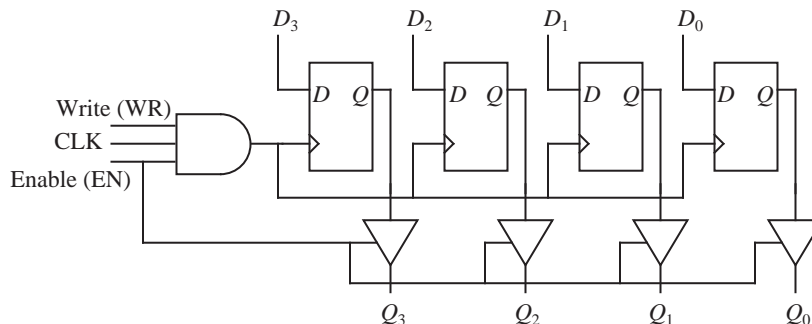 D3 D2 D1 D0
D Q D Q D Q D Q
Write (WR)
CLK
Enable (EN)
Q3 Q2 Q1 Q0